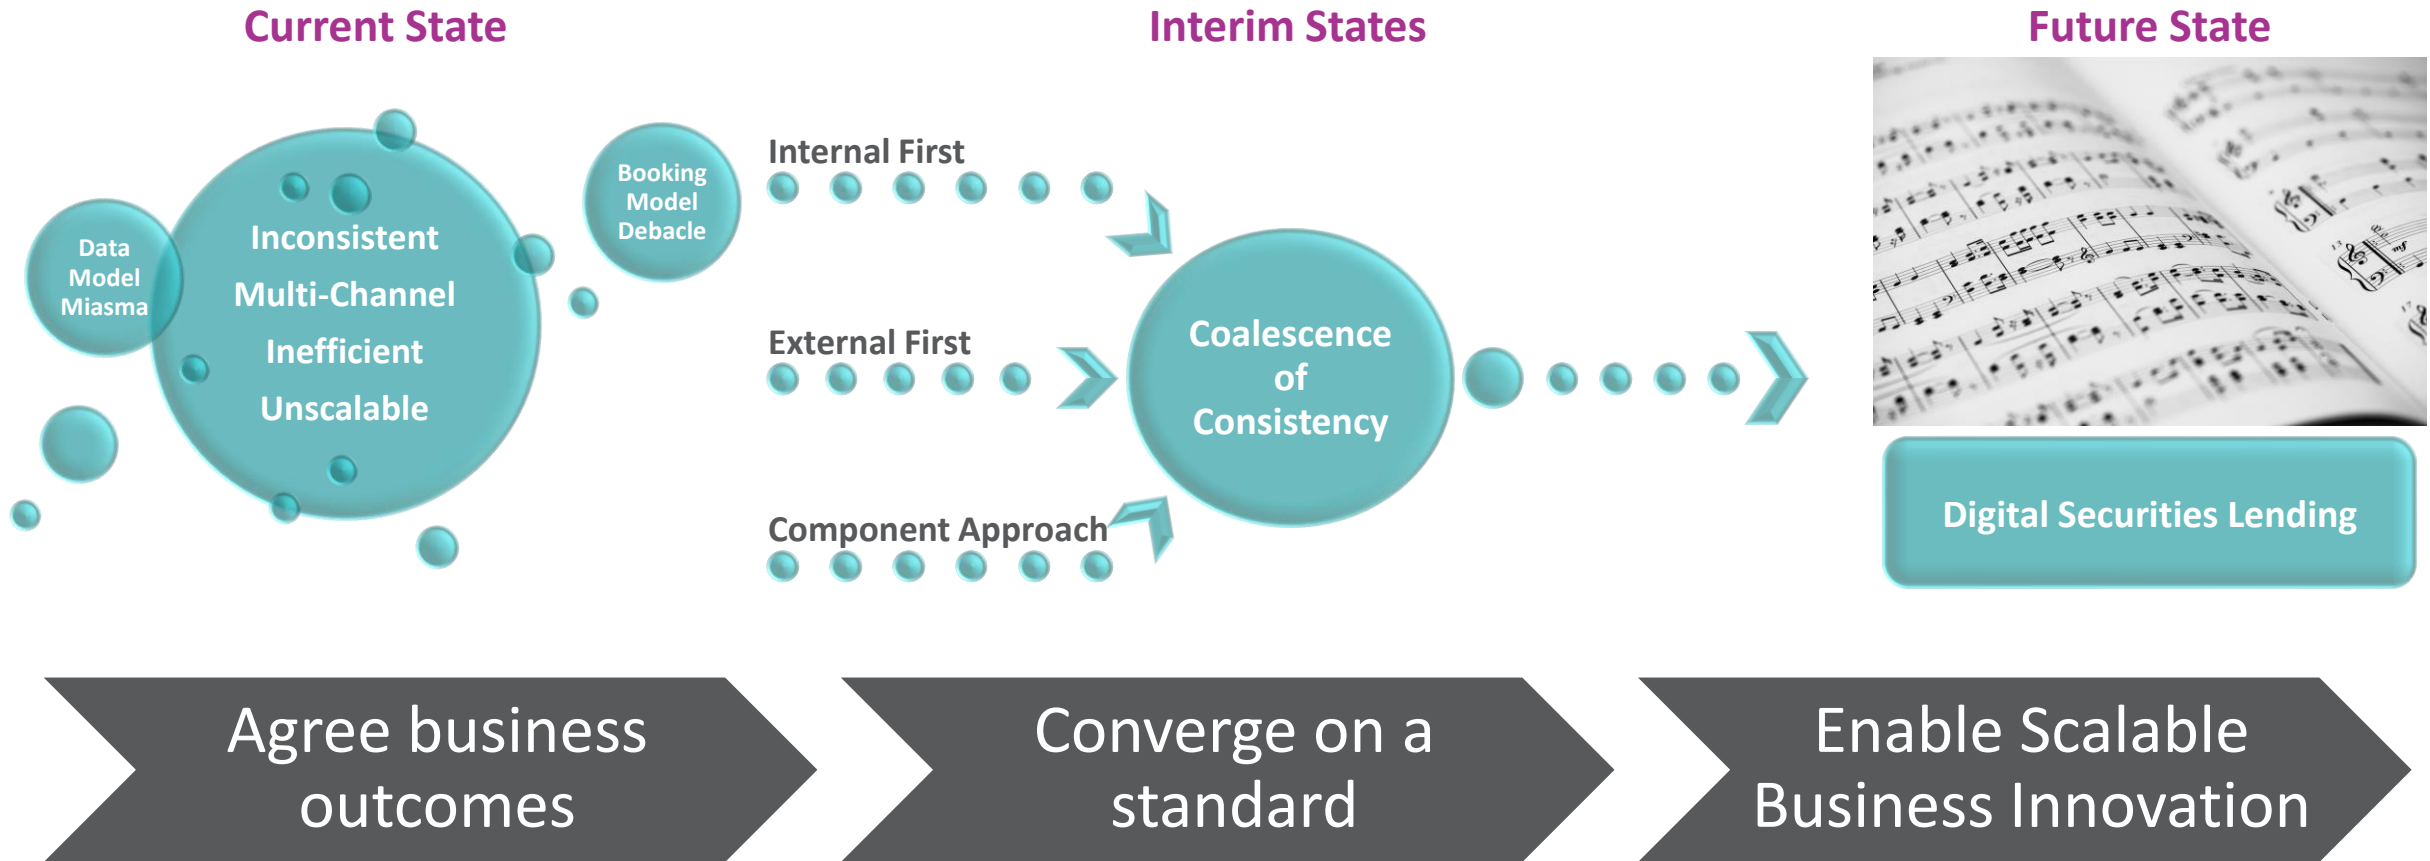 Current State
Interim States
Future State
Data
Model
Miasma
Inconsistent
Multi-Channel
Inefficient
Unscalable
Booking
Model
Debacle
Internal First
External First
Component Approach
Coalescence
of
Consistency
Digital Securities Lending
Agree business
outcomes
Converge on a
standard
Enable Scalable
Business Innovation